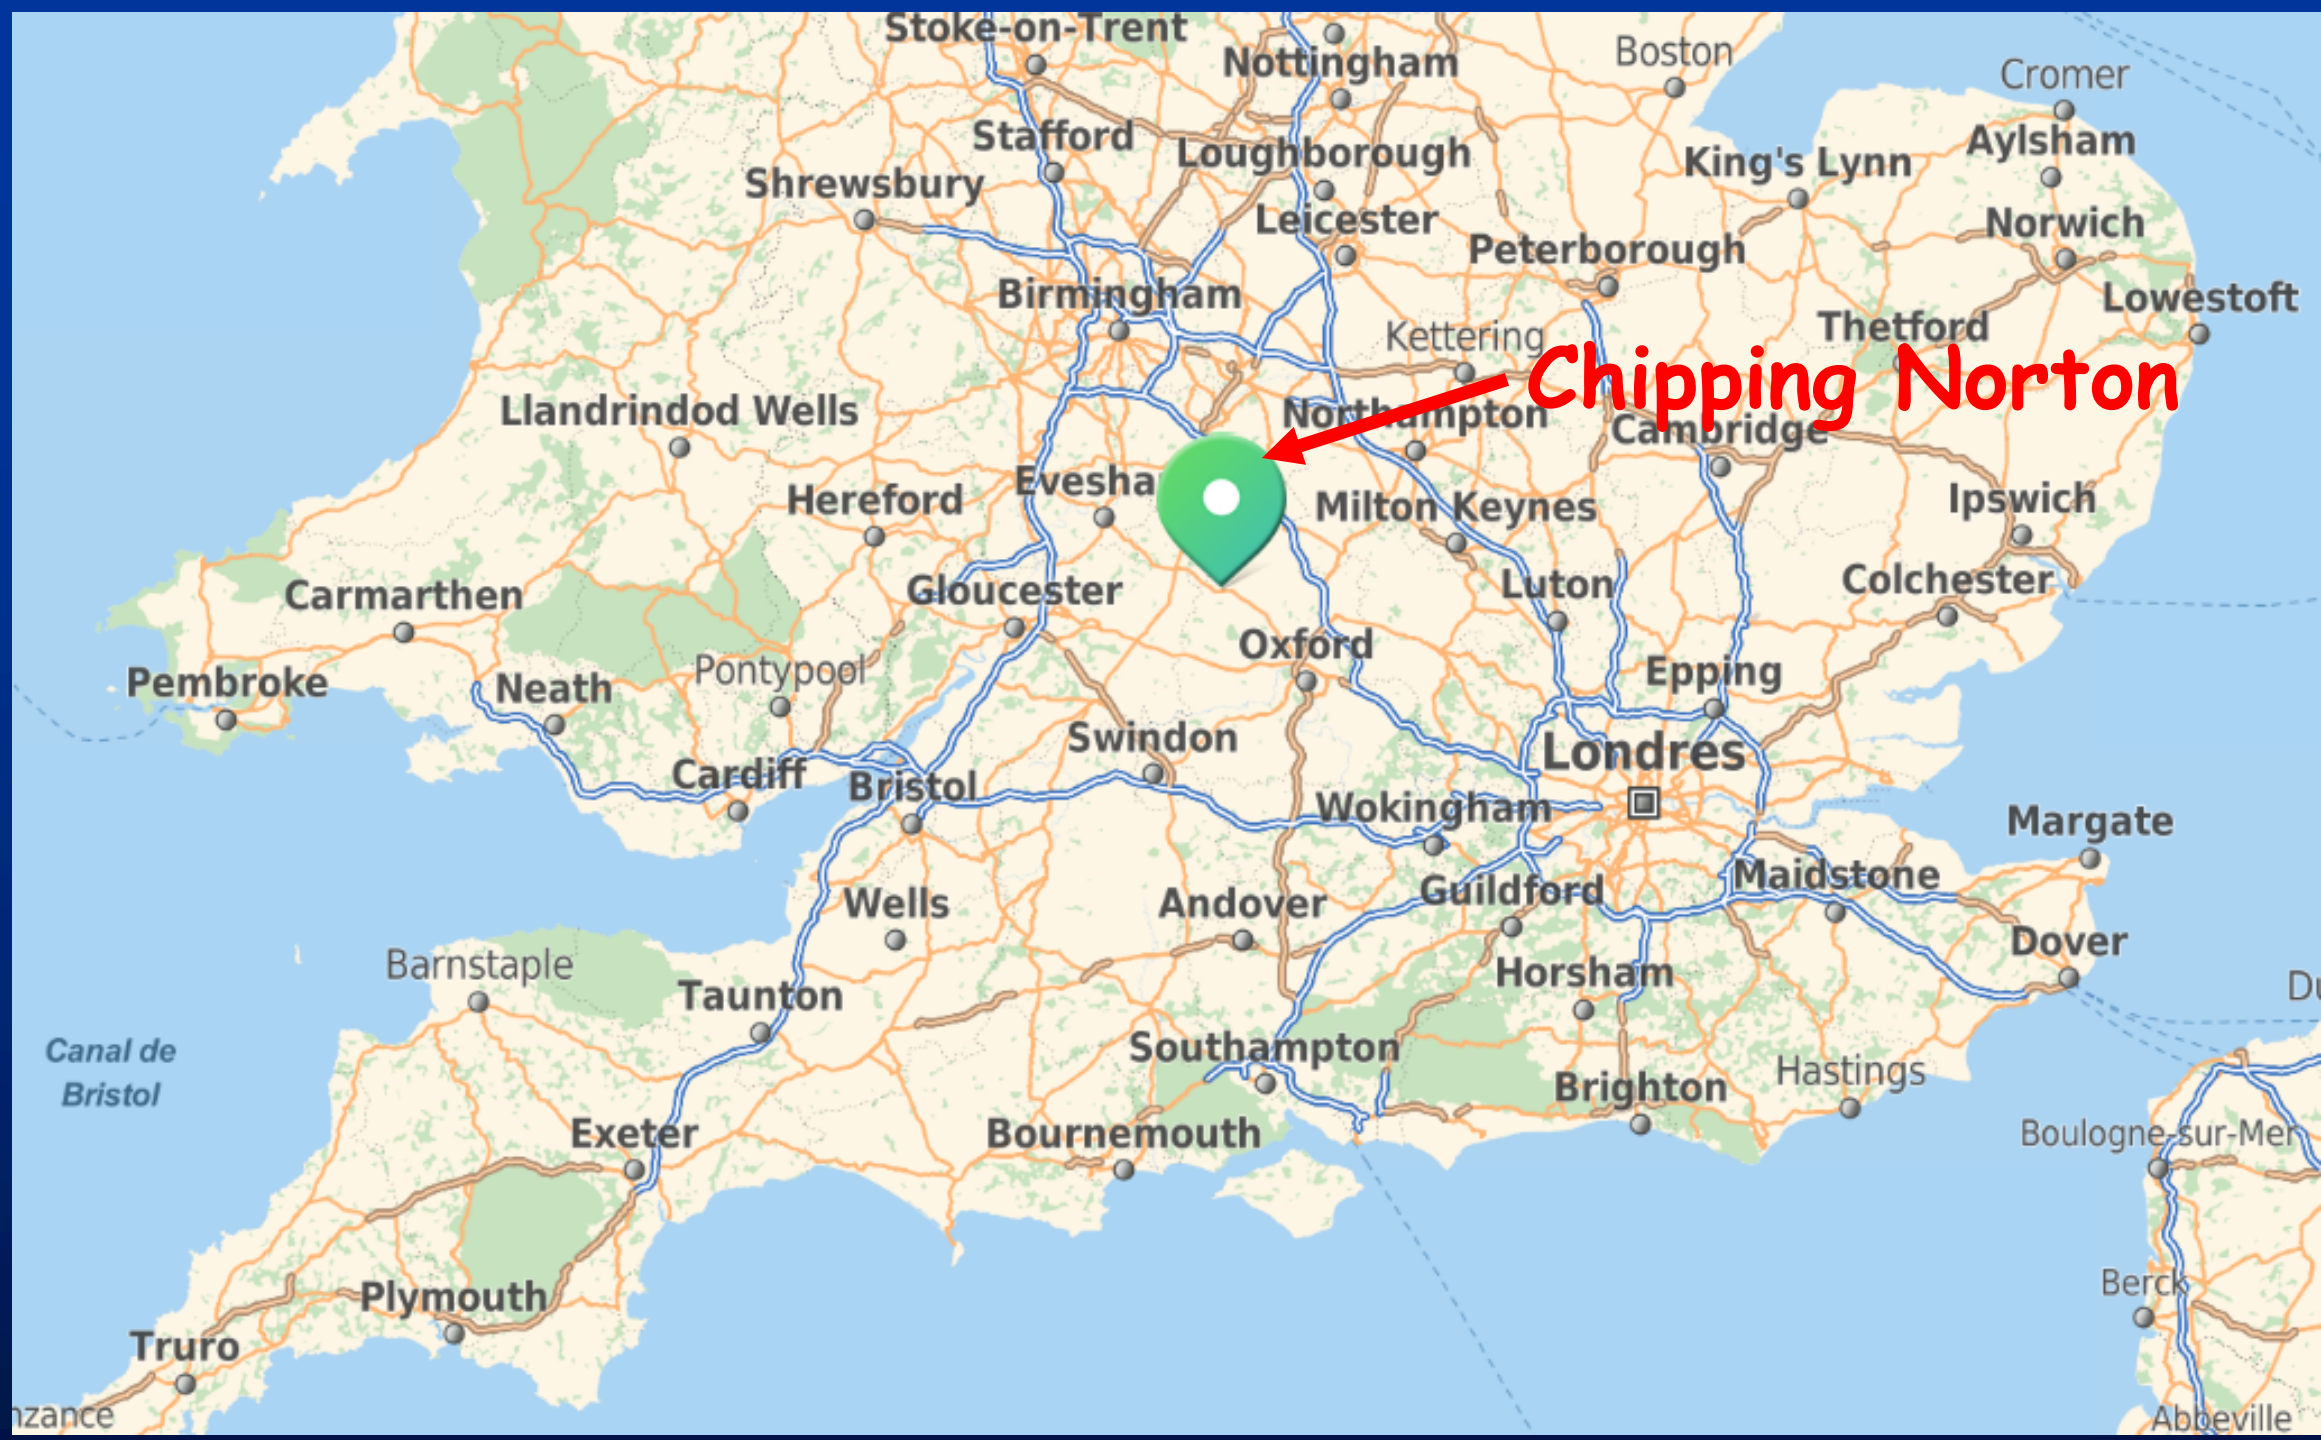 Stoke-on-Trent
Nottingham
Boston
Cromer
Stafford
Loughborough
King's Lynn
Aylsham
Shrewsbury
Leicester
Peterborough
Norwich
Birmingham
Kettering
Thetford
Lowestoft
Chipping Norton
Llandrindod Wells
Northampton
Cambridge
Hereford
Evesha
Milton Keynes
Ipswich
Carmarthen
Gloucester
Luton
Colchester
Pembroke
Neath
Pontypool
Oxford
Epping
Cardiff
Bristol
Swindon
Londres
Wokingham
Margate
Wells
Andover
Guildford
Maidstone
Barnstaple
Taunton
Horsham
Dover
Du
Canal de
Bristol
Southampton
Brighton
Hastings
Exeter
Bournemouth
Boulogne-sur-Mer
Plymouth
Berck
Truro
nzance
Abbeville